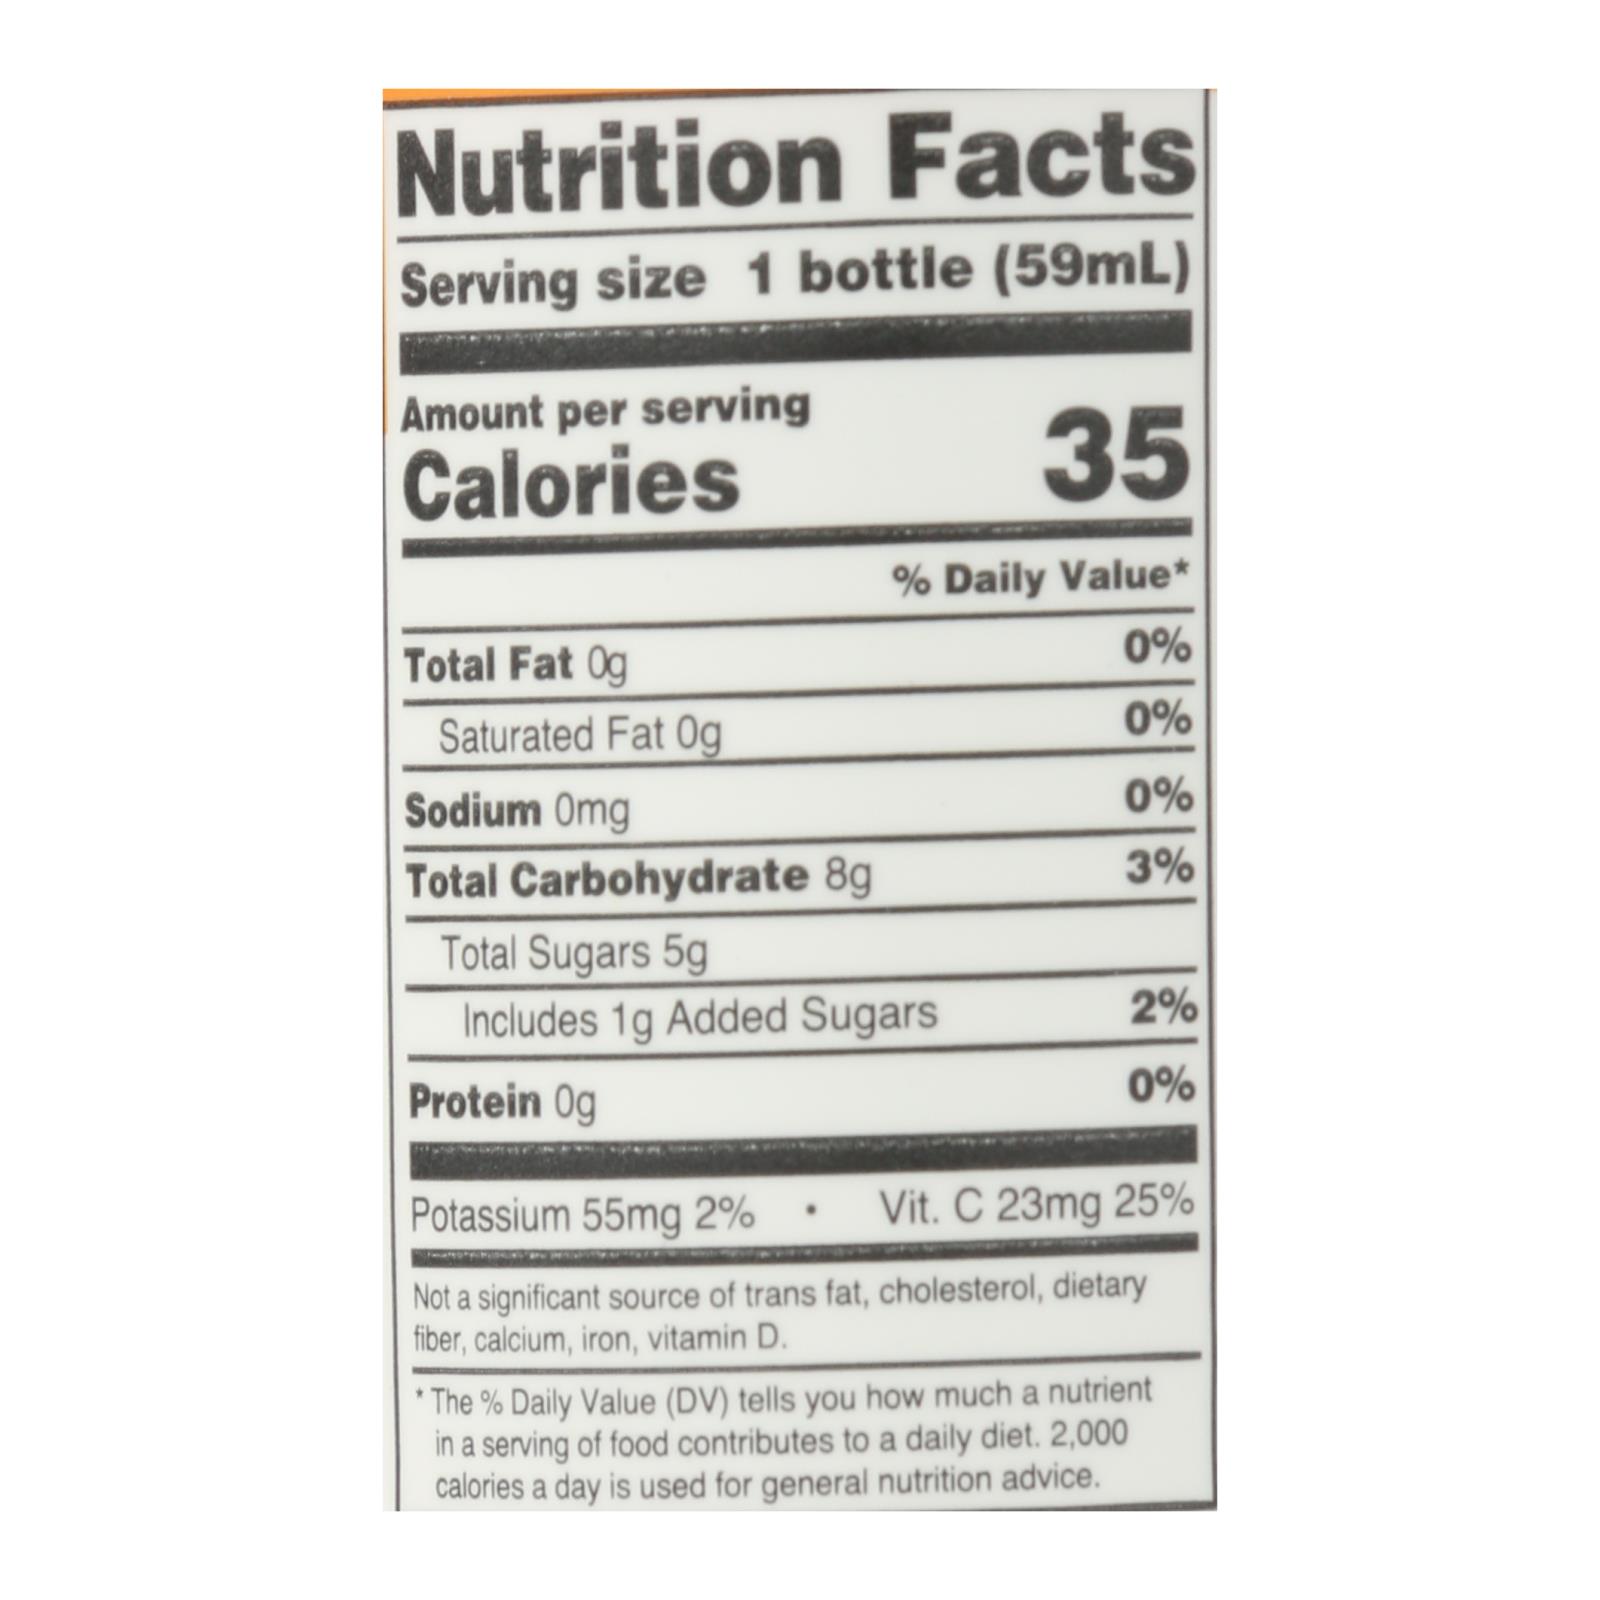 Nutrition Facts
Serving size 1 bottle (59mL)
Amount per serving
Calories 35
% Daily Value*
Total Fat 0g 0%
Saturated Fat 0g 0%
Sodium 0mg 0%
Total Carbohydrate 8g 3%
Total Sugars 5g
Includes 1g Added Sugars 2%
Protein 0g 0%
Potassium 55mg 2% • Vit. C 23mg 25%
Not a significant source of trans fat, cholesterol, dietary
fiber, calcium, iron, vitamin D.
* The % Daily Value (DV) tells you how much a nutrient
in a serving of food contributes to a daily diet. 2,000
calories a day is used for general nutrition advice.